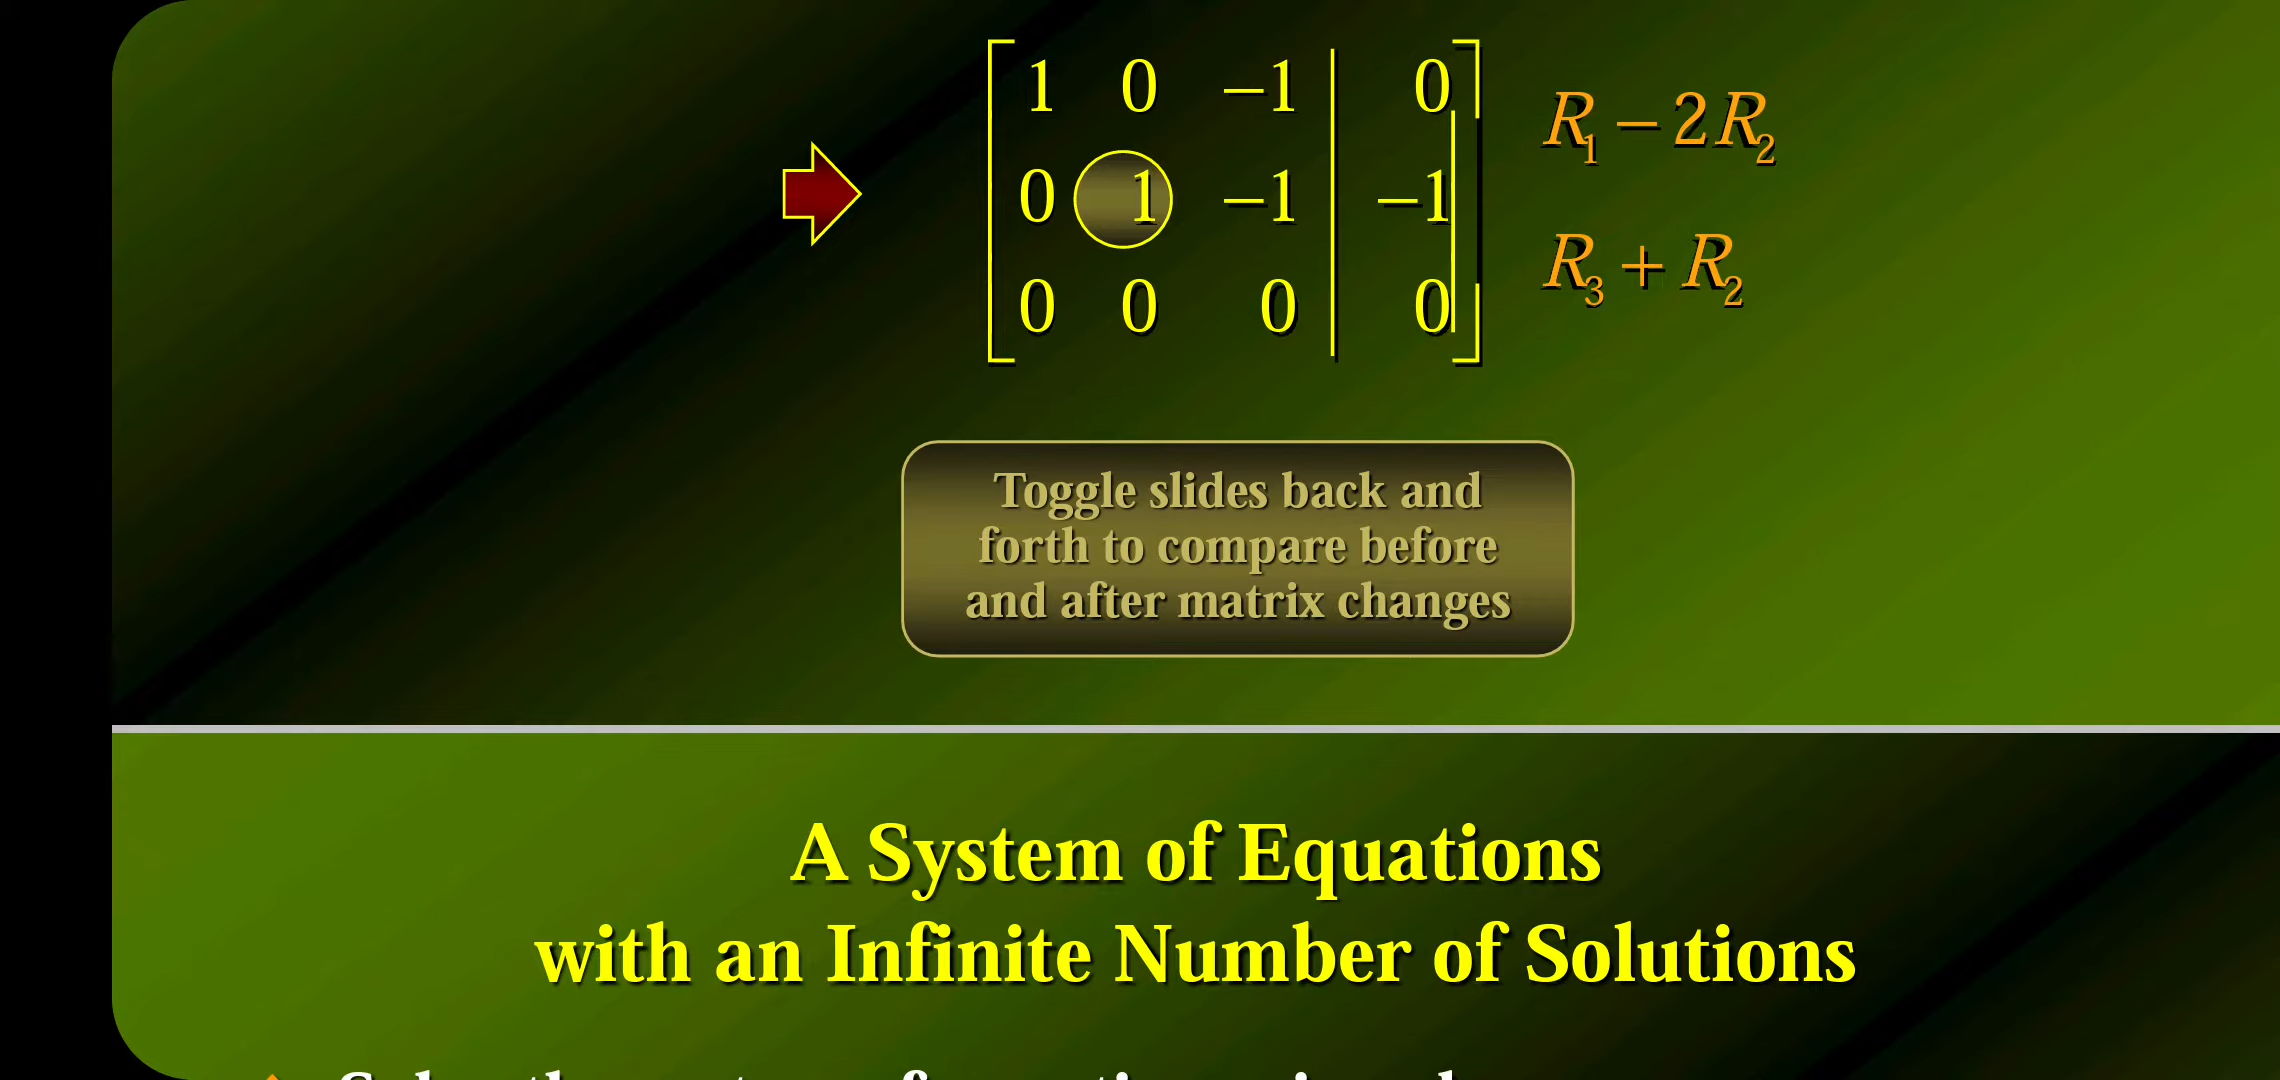 1 0 −1 0
R1 − 2R2
0 1 −1 −1
R3 + R2
0 0 0 0
Toggle slides back and
forth to compare before
and after matrix changes
A System of Equations
with an Infinite Number of Solutions